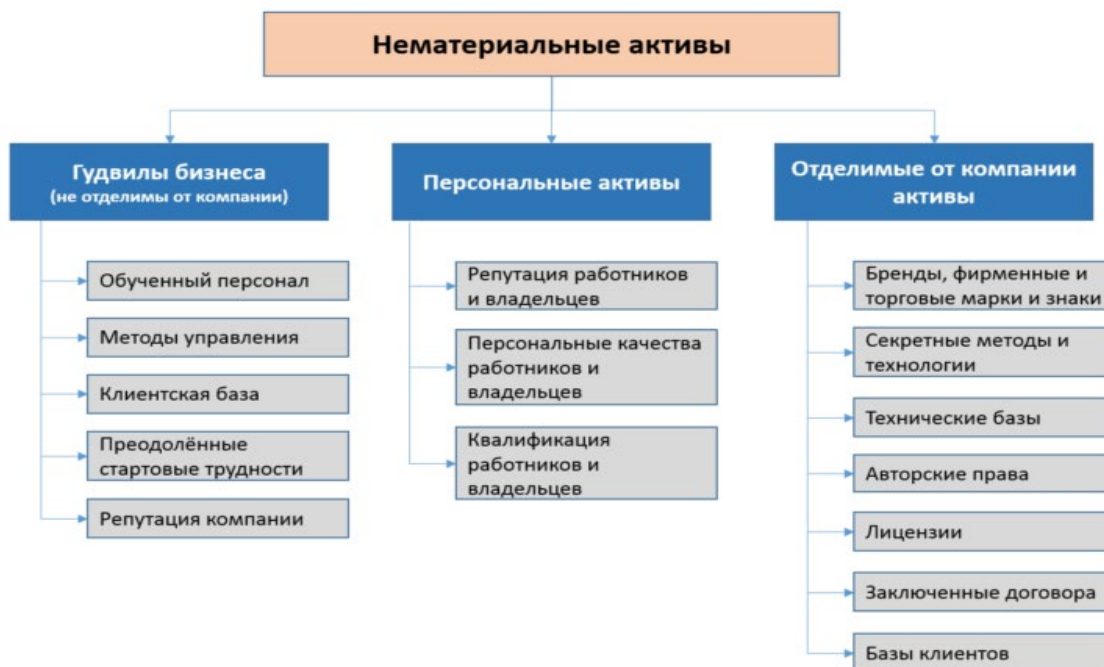 Нематериальные активы
Гудвилы бизнеса
(не отделимы от компании)
Обученный персонал
Методы управления
Клиентская база
Преодолённые
стартовые трудности
Репутация компании
Персональные активы
Репутация работников
и владельцев
Персональные качества
работников и
владельцев
Квалификация
работников и
владельцев
Отделимые от компании
активы
Бренды, фирменные и
торговые марки и знаки
Секретные методы и
технологии
Технические базы
Авторские права
Лицензии
Заключенные договора
Базы клиентов